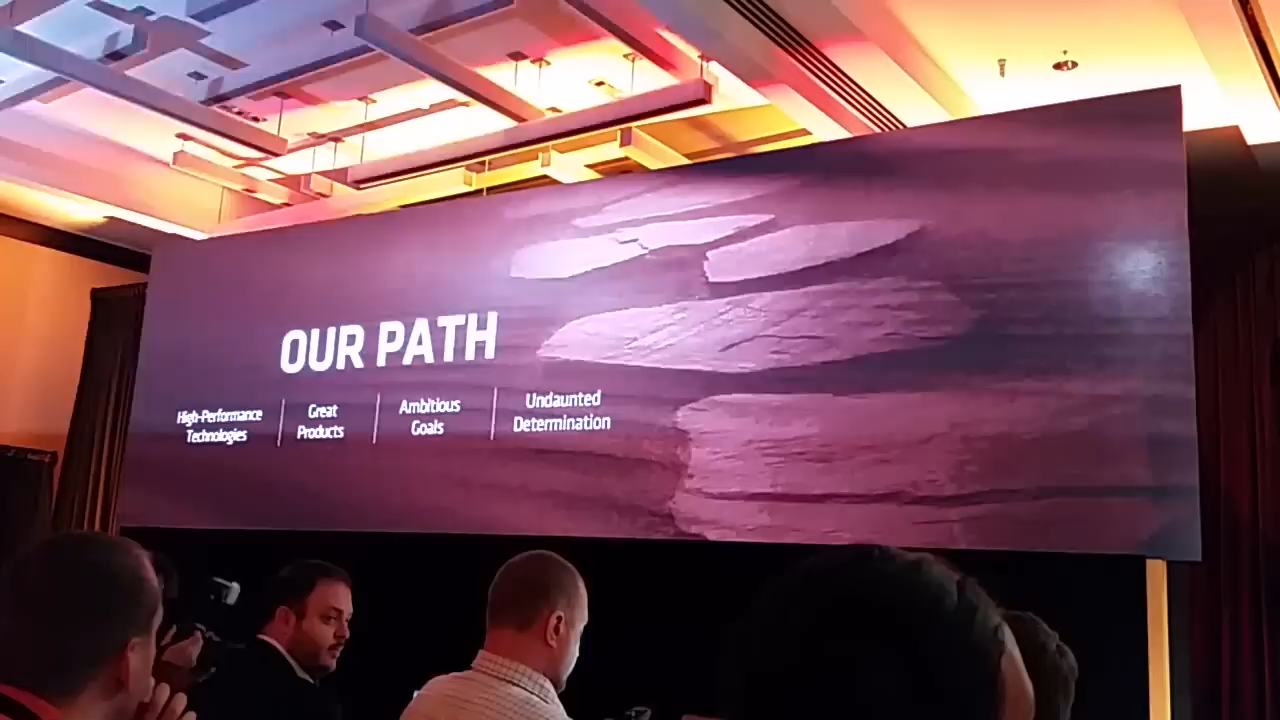 OUR PATH
High-Performance
Technologies
Great
Products
Ambitious
Goals
Undaunted
Determination